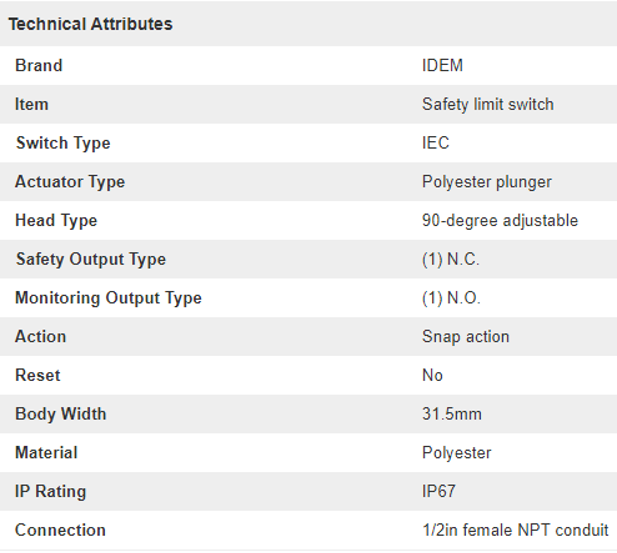 Technical Attributes
Brand IDEM
Item Safety limit switch
Switch Type IEC
Actuator Type Polyester plunger
Head Type 90-degree adjustable
Safety Output Type (1) N.C.
Monitoring Output Type (1) N.O.
Action Snap action
Reset No
Body Width 31.5mm
Material Polyester
IP Rating IP67
Connection 1/2in female NPT conduit